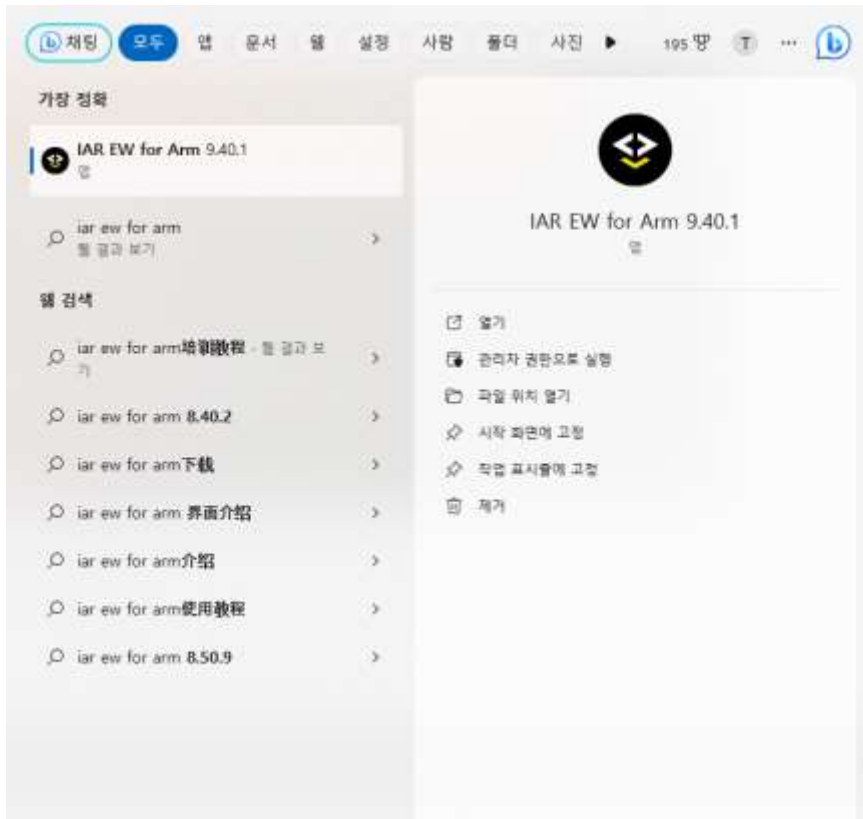 채팅 모두 앱 문서 웹 설정 사람 폴더 사진 195 T ...
가장 정확
IAR EW for Arm 9.40.1
앱
iar ew for arm
웹 결과 보기
웹 검색
iar ew for arm培训教程 - 웹 결과 보
기
iar ew for arm 8.40.2
iar ew for arm下载
iar ew for arm 界面介绍
iar ew for arm介绍
iar ew for arm使用教程
iar ew for arm 8.50.9
IAR EW for Arm 9.40.1
앱
열기
관리자 권한으로 실행
파일 위치 열기
시작 화면에 고정
작업 표시줄에 고정
제거